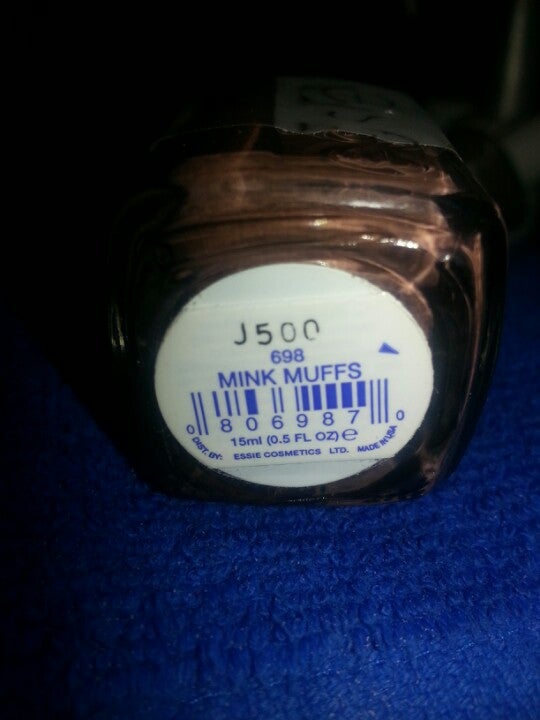 J500
698
MINK MUFFS
0 806987 0
15ml (0.5 FL OZ) e
DIST. BY: ESSIE COSMETICS LTD. MADE IN USA